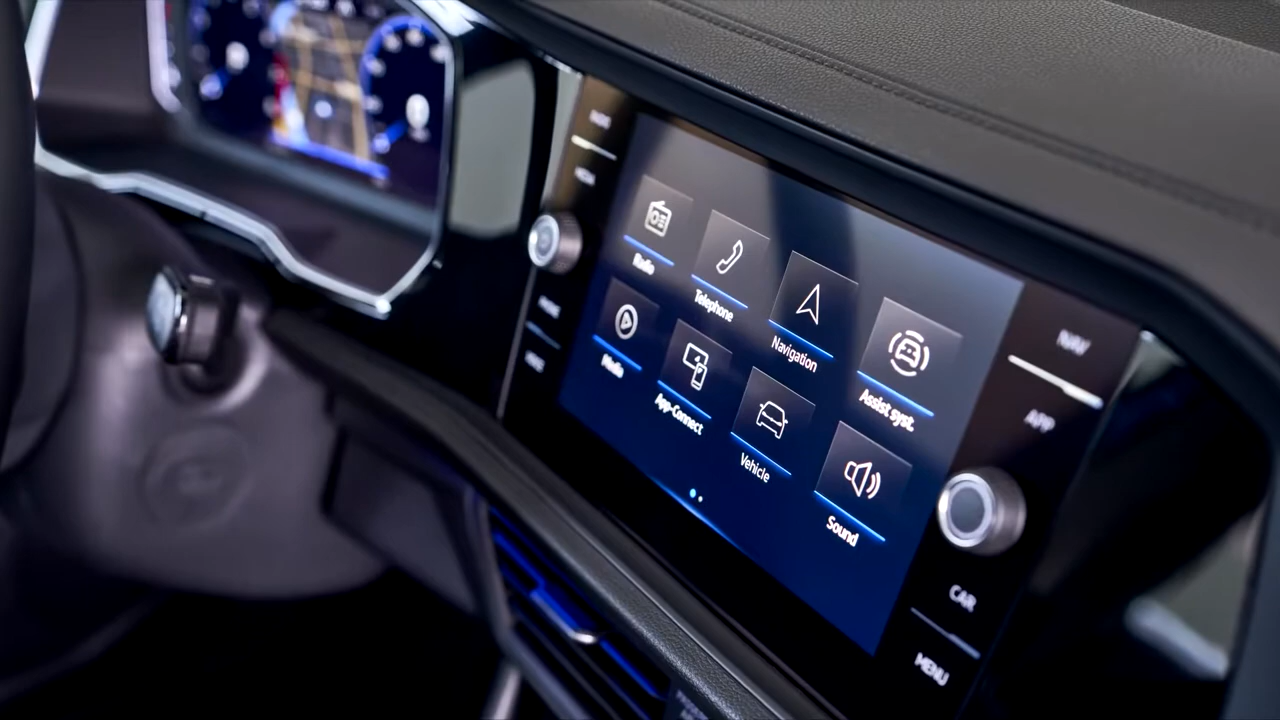 Radio
Telephone
Navigation
Assist syst.
Media
App-Connect
Vehicle
Sound
NAV
APP
CAR
MENU